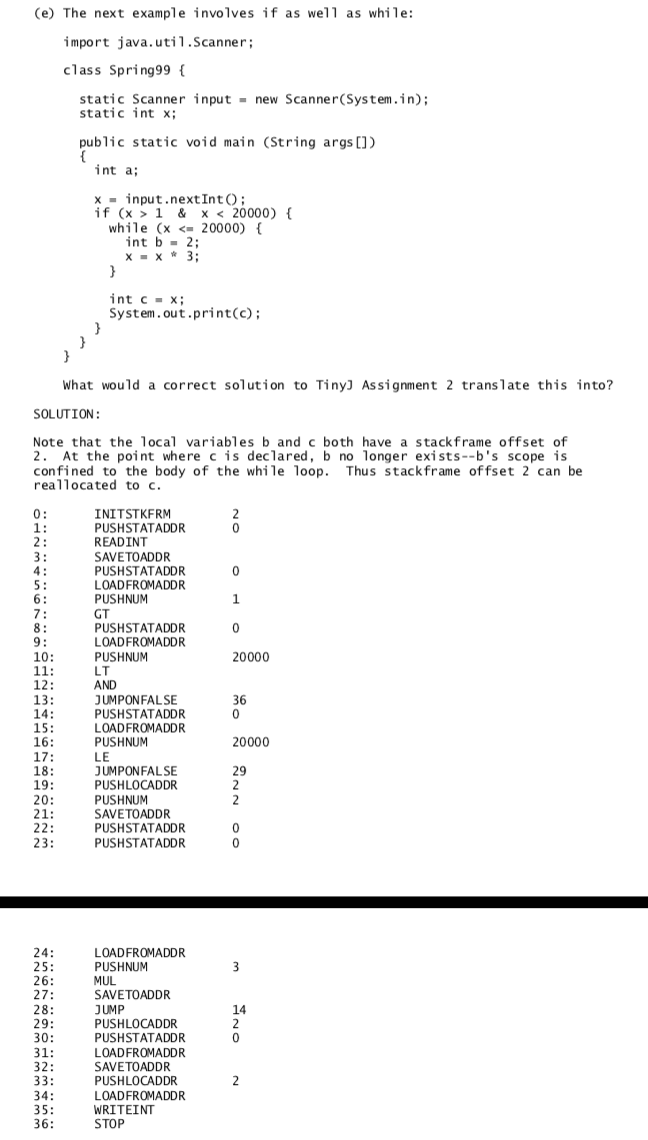 (e) The next example involves if as well as while:
import java.util.Scanner;
class Spring99 {
static Scanner input = new Scanner(System.in);
static int x;
public static void main (String args[])
{
int a;
x = input.nextInt();
if (x > 1 & x < 20000) {
while (x <= 20000) {
int b = 2;
x = x * 3;
}
int c = x;
System.out.print(c);
}
}
}
What would a correct solution to TinyJ Assignment 2 translate this into?
SOLUTION:
Note that the local variables b and c both have a stackframe offset of
2. At the point where c is declared, b no longer exists--b's scope is
confined to the body of the while loop. Thus stackframe offset 2 can be
reallocated to c.
0: INITSTKFRM 2
1: PUSHSTATADDR 0
2: READINT
3: SAVETOADDR
4: PUSHSTATADDR 0
5: LOADFROMADDR
6: PUSHNUM 1
7: GT
8: PUSHSTATADDR 0
9: LOADFROMADDR
10: PUSHNUM 20000
11: LT
12: AND
13: JUMPONFALSE 36
14: PUSHSTATADDR 0
15: LOADFROMADDR
16: PUSHNUM 20000
17: LE
18: JUMPONFALSE 29
19: PUSHLOCADDR 2
20: PUSHNUM 2
21: SAVETOADDR
22: PUSHSTATADDR 0
23: PUSHSTATADDR 0
24: LOADFROMADDR
25: PUSHNUM 3
26: MUL
27: SAVETOADDR
28: JUMP 14
29: PUSHLOCADDR 2
30: PUSHSTATADDR 0
31: LOADFROMADDR
32: SAVETOADDR
33: PUSHLOCADDR 2
34: LOADFROMADDR
35: WRITEINT
36: STOP